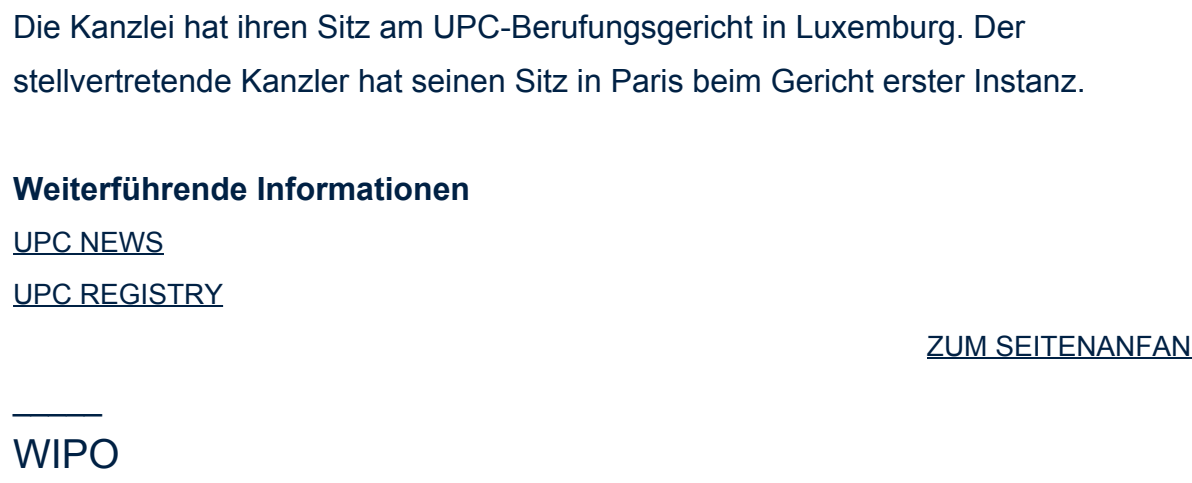 Die Kanzlei hat ihren Sitz am UPC-Berufungsgericht in Luxemburg. Der
stellvertretende Kanzler hat seinen Sitz in Paris beim Gericht erster Instanz.
Weiterführende Informationen
UPC NEWS
UPC REGISTRY
ZUM SEITENANFAN
WIPO